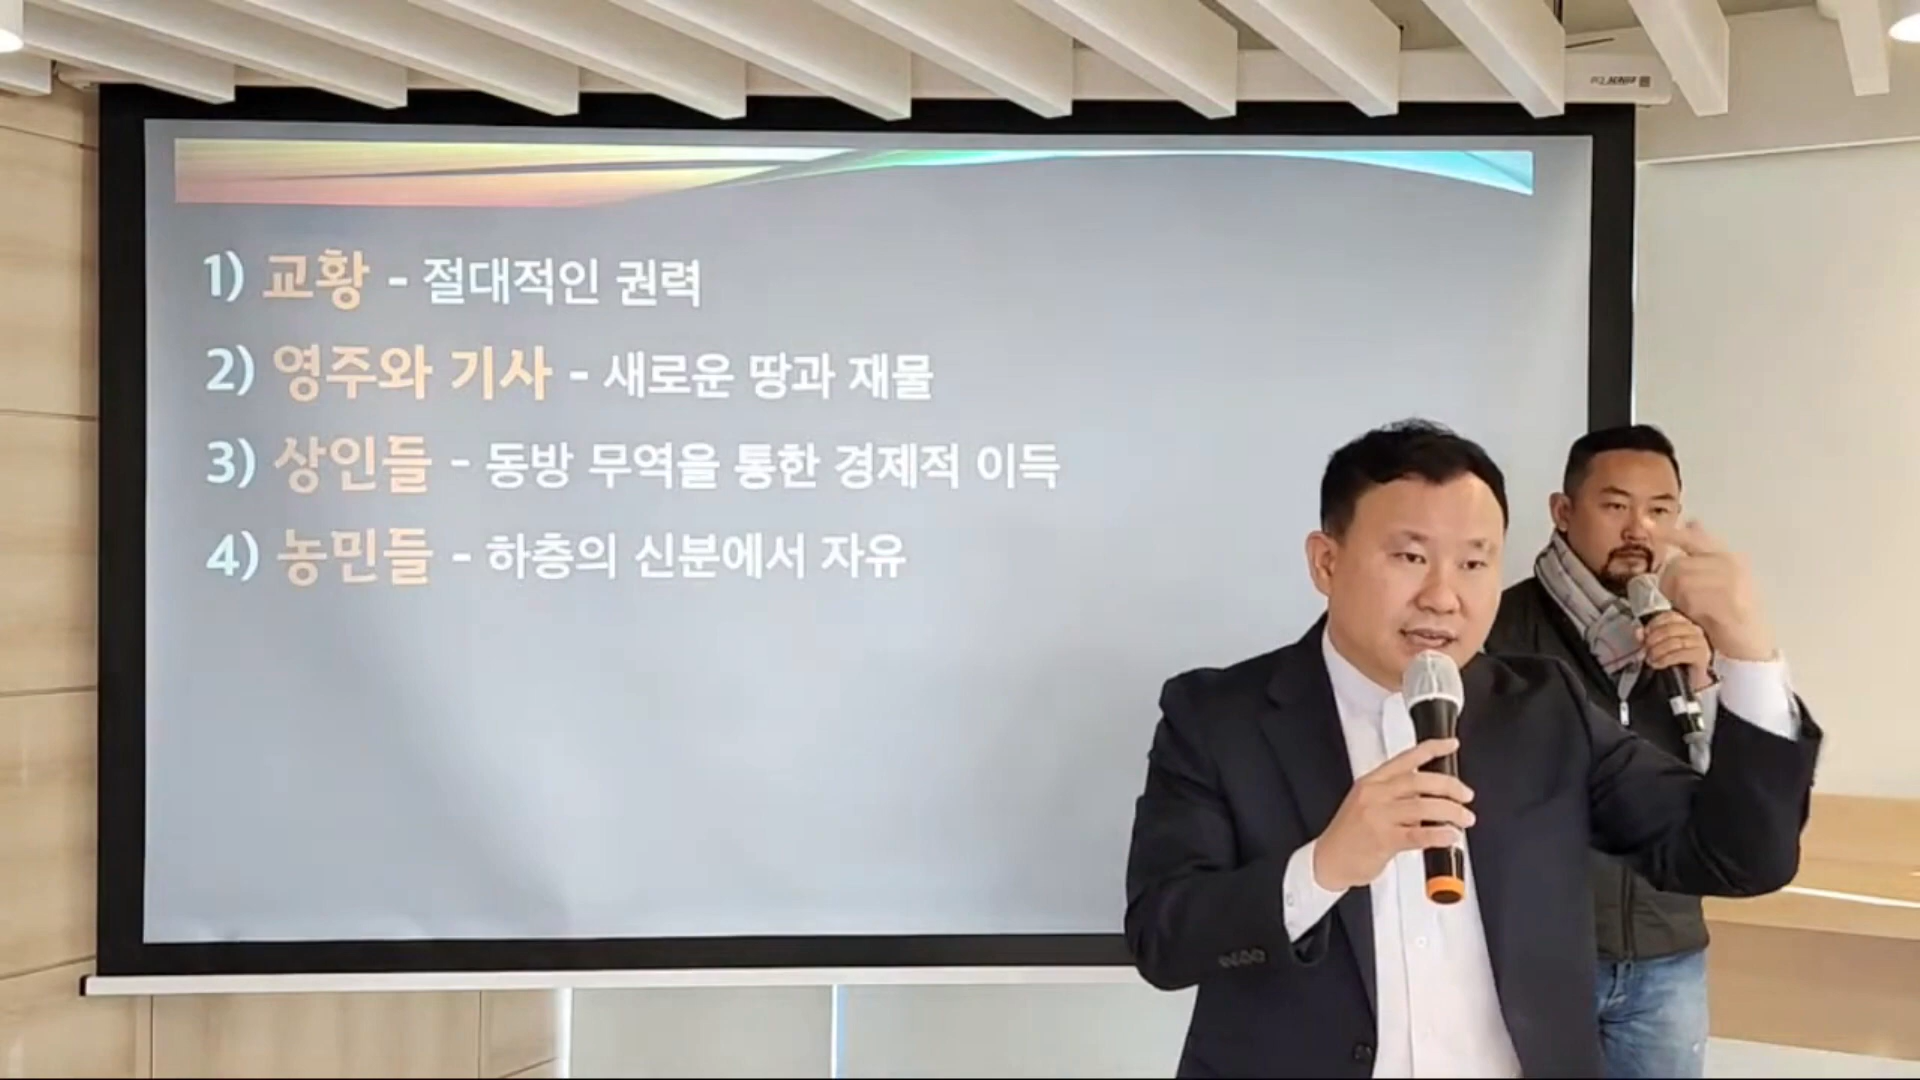 1) 교황 - 절대적인 권력
2) 영주와 기사 - 새로운 땅과 재물
3) 상인들 - 동방 무역을 통한 경제적 이득
4) 농민들 - 하층의 신분에서 자유